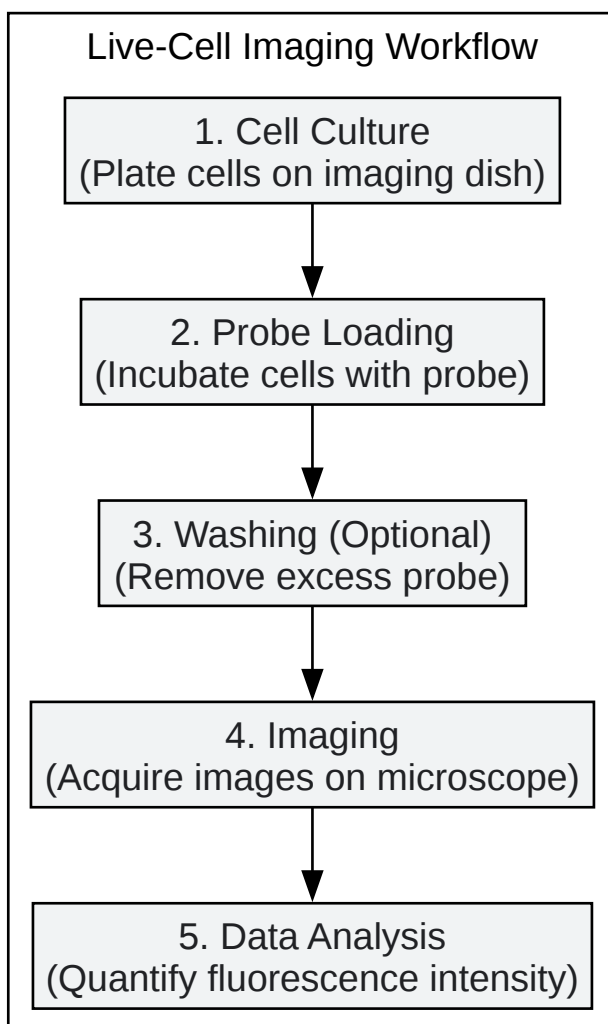 Live-Cell Imaging Workflow
1. Cell Culture
(Plate cells on imaging dish)
2. Probe Loading
(Incubate cells with probe)
3. Washing (Optional)
(Remove excess probe)
4. Imaging
(Acquire images on microscope)
5. Data Analysis
(Quantify fluorescence intensity)